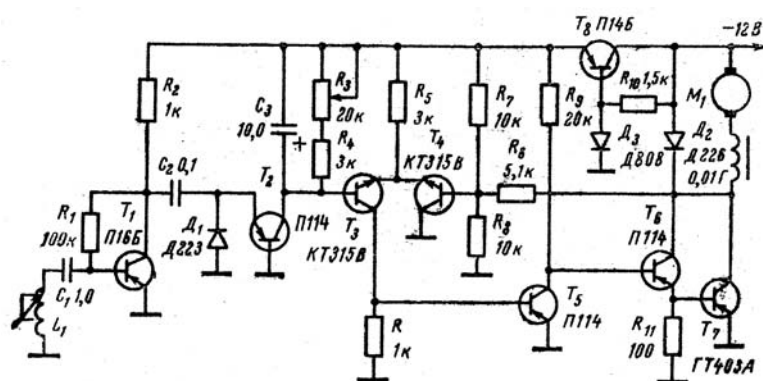 T₈ П14Б
−12В
R₂
1к
C₃
10,0
+
R₃
20к
R₄
3к
R₅
3к
T₄
КТ315В
R₇
10к
R₆
5,1к
R₉
20к
R₁₀ 1,5к
Д₃
Д808
Д₂
Д226
M₁
0,01Г
C₂ 0,1
R₁
100к
T₁
П16Б
Д₁
Д223
T₂
П114
T₃
КТ315В
R₈
10к
T₆
П114
C₁ 1,0
L₁
R
1к
T₅
П114
R₁₁
100
T₇
ГТ403А